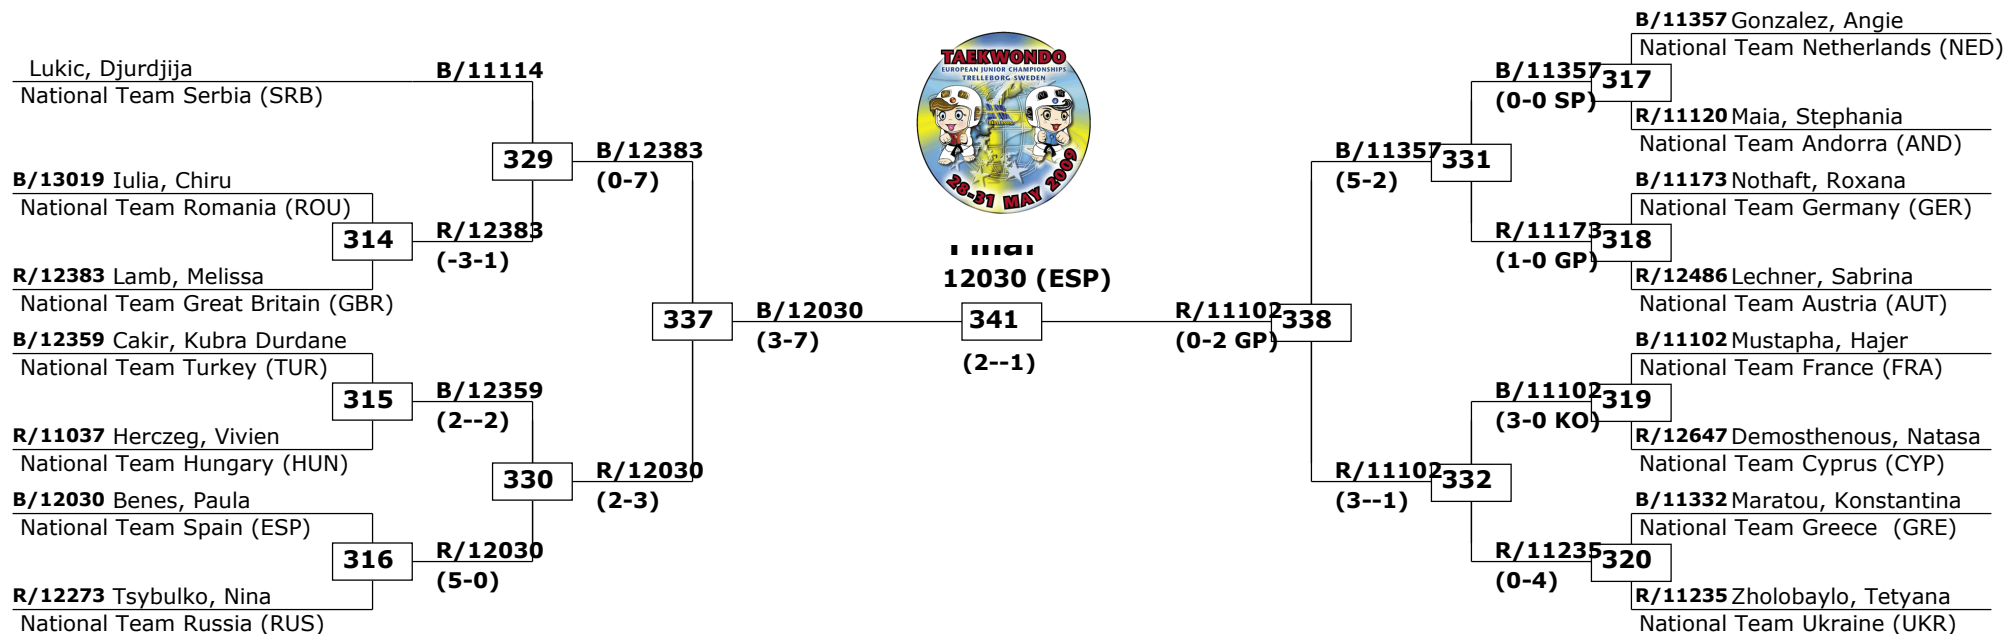 Lukic, Djurdjija
National Team Serbia (SRB)
B/11114
B/13019 Iulia, Chiru
National Team Romania (ROU)
314
R/12383
(-3-1)
R/12383 Lamb, Melissa
National Team Great Britain (GBR)
329
B/12383
(0-7)
B/12359 Cakir, Kubra Durdane
National Team Turkey (TUR)
315
B/12359
(2--2)
R/11037 Herczeg, Vivien
National Team Hungary (HUN)
B/12030 Benes, Paula
National Team Spain (ESP)
316
R/12030
(5-0)
R/12273 Tsybulko, Nina
National Team Russia (RUS)
330
R/12030
(2-3)
337
B/12030
(3-7)
TAEKWONDO
EUROPEAN JUNIOR CHAMPIONSHIPS
TRELLEBORG SWEDEN
28-31 MAY 2009
Final
12030 (ESP)
341
(2--1)
R/11102
(0-2 GP)
338
B/11357
(5-2)
331
R/11102
(3--1)
332
B/11357
(0-0 SP)
317
R/11173
(1-0 GP)
318
B/11102
(3-0 KO)
319
R/11235
(0-4)
320
B/11357 Gonzalez, Angie
National Team Netherlands (NED)
R/11120 Maia, Stephania
National Team Andorra (AND)
B/11173 Nothaft, Roxana
National Team Germany (GER)
R/12486 Lechner, Sabrina
National Team Austria (AUT)
B/11102 Mustapha, Hajer
National Team France (FRA)
R/12647 Demosthenous, Natasa
National Team Cyprus (CYP)
B/11332 Maratou, Konstantina
National Team Greece (GRE)
R/11235 Zholobaylo, Tetyana
National Team Ukraine (UKR)